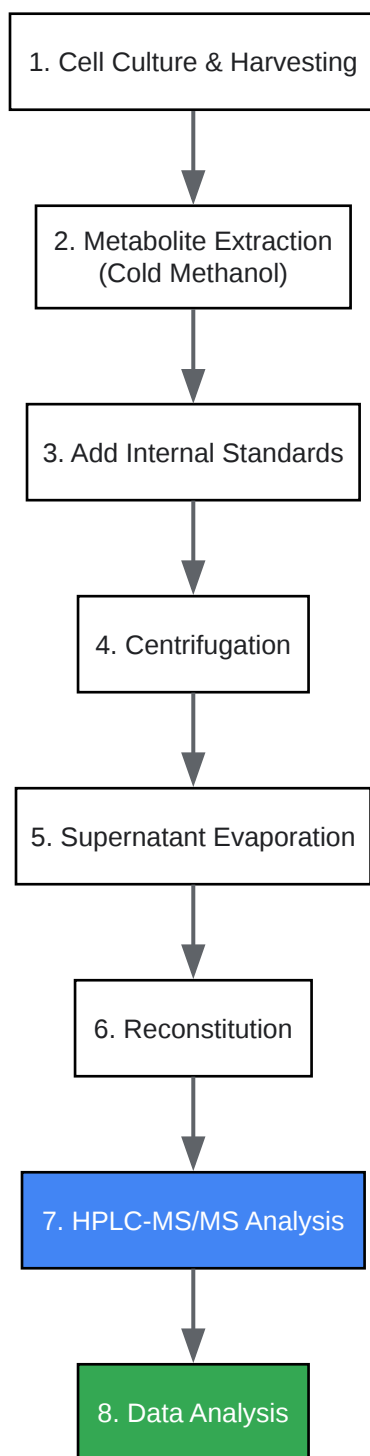 1. Cell Culture & Harvesting
2. Metabolite Extraction
(Cold Methanol)
3. Add Internal Standards
4. Centrifugation
5. Supernatant Evaporation
6. Reconstitution
7. HPLC-MS/MS Analysis
8. Data Analysis